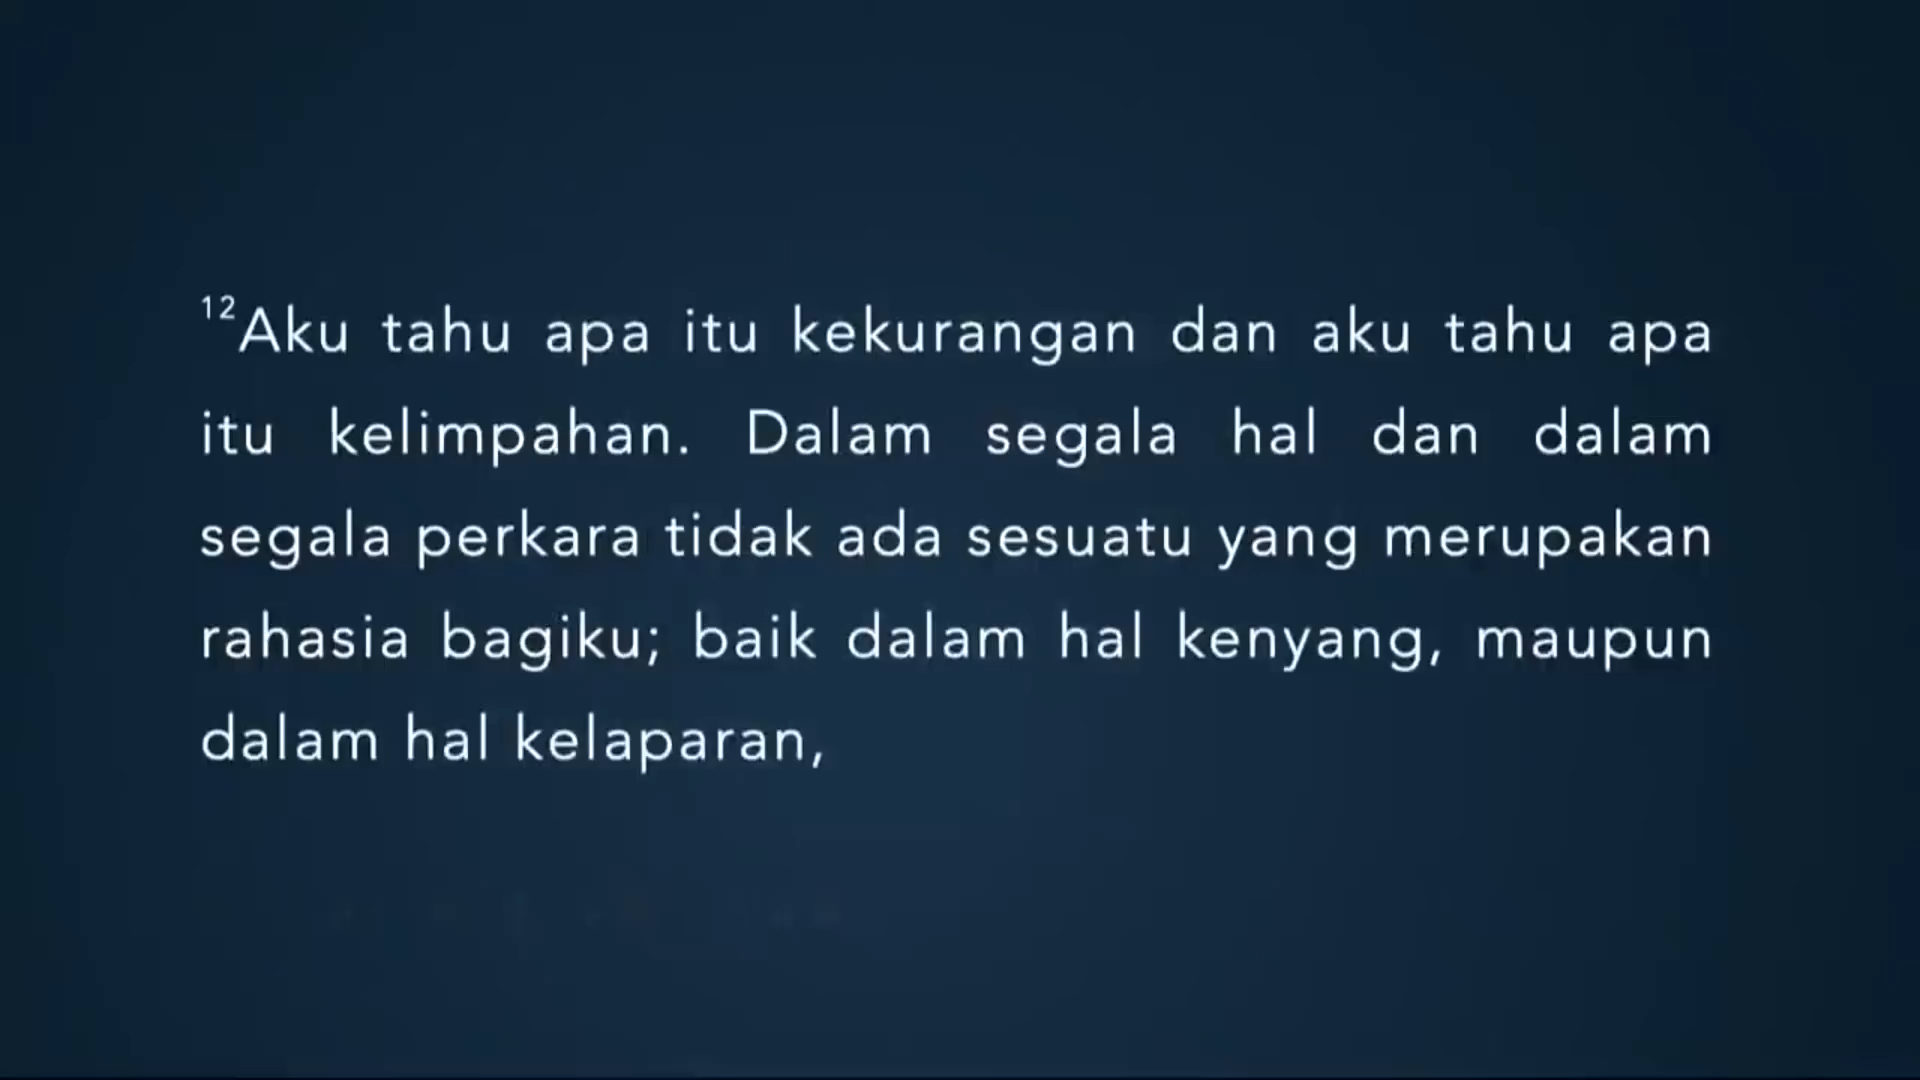 12Aku tahu apa itu kekurangan dan aku tahu apa
itu kelimpahan. Dalam segala hal dan dalam
segala perkara tidak ada sesuatu yang merupakan
rahasia bagiku; baik dalam hal kenyang, maupun
dalam hal kelaparan,